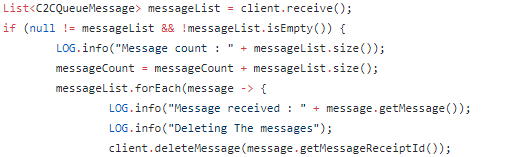 List<C2CQueueMessage> messageList = client.receive();
if (null != messageList && !messageList.isEmpty()) {
LOG.info("Message count : " + messageList.size());
messageCount = messageCount + messageList.size();
messageList.forEach(message -> {
LOG.info("Message received : " + message.getMessage());
LOG.info("Deleting The messages");
client.deleteMessage(message.getMessageReceiptId());